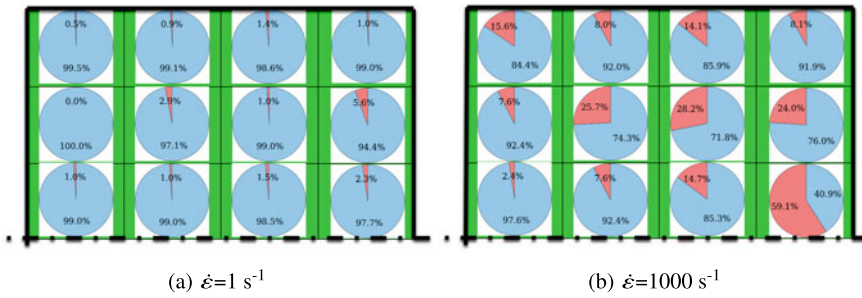 0.5% 0.9% 1.4% 1.0% 15.6% 8.0% 14.1% 8.1%
99.5% 99.1% 98.6% 99.0% 84.4% 92.0% 85.9% 91.9%
0.0% 2.9% 1.0% 5.6% 7.6% 25.7% 28.2% 24.0%
100.0% 97.1% 99.0% 94.4% 92.4% 74.3% 71.8% 76.0%
1.0% 1.0% 1.5% 2.3% 2.4% 7.6% 14.7% 59.1% 40.9%
99.0% 99.0% 98.5% 97.7% 97.6% 92.4% 85.3%
(a) ε̇=1 s⁻¹ (b) ε̇=1000 s⁻¹